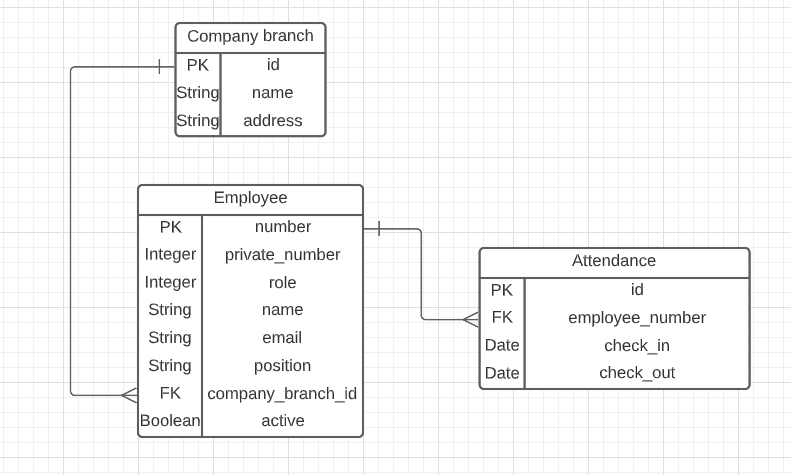 Company branch
PK id
String name
String address
Employee
PK number
Integer private_number
Integer role
String name
String email
String position
FK company_branch_id
Boolean active
Attendance
PK id
FK employee_number
Date check_in
Date check_out